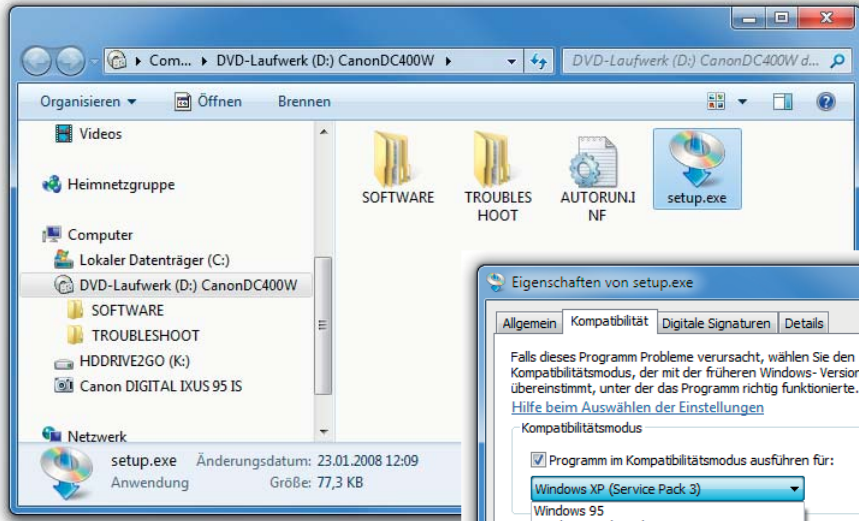 Com... DVD-Laufwerk (D:) CanonDC400W
DVD-Laufwerk (D:) CanonDC400W d...
Organisieren Öffnen Brennen
Videos
Heimnetzgruppe
Computer
Lokaler Datenträger (C:)
DVD-Laufwerk (D:) CanonDC400W
SOFTWARE
TROUBLESHOOT
HDDRIVE2GO (K:)
Canon DIGITAL IXUS 95 IS
Netzwerk
SOFTWARE
TROUBLES
HOOT
AUTORUN.I
NF
setup.exe
setup.exe Änderungsdatum: 23.01.2008 12:09
Anwendung Größe: 77,3 KB
Eigenschaften von setup.exe
Allgemein Kompatibilität Digitale Signaturen Details
Falls dieses Programm Probleme verursacht, wählen Sie den
Kompatibilitätsmodus, der mit der früheren Windows-Version
übereinstimmt, unter der das Programm richtig funktionierte.
Hilfe beim Auswählen der Einstellungen
Kompatibilitätsmodus
Programm im Kompatibilitätsmodus ausführen für:
Windows XP (Service Pack 3)
Windows 95